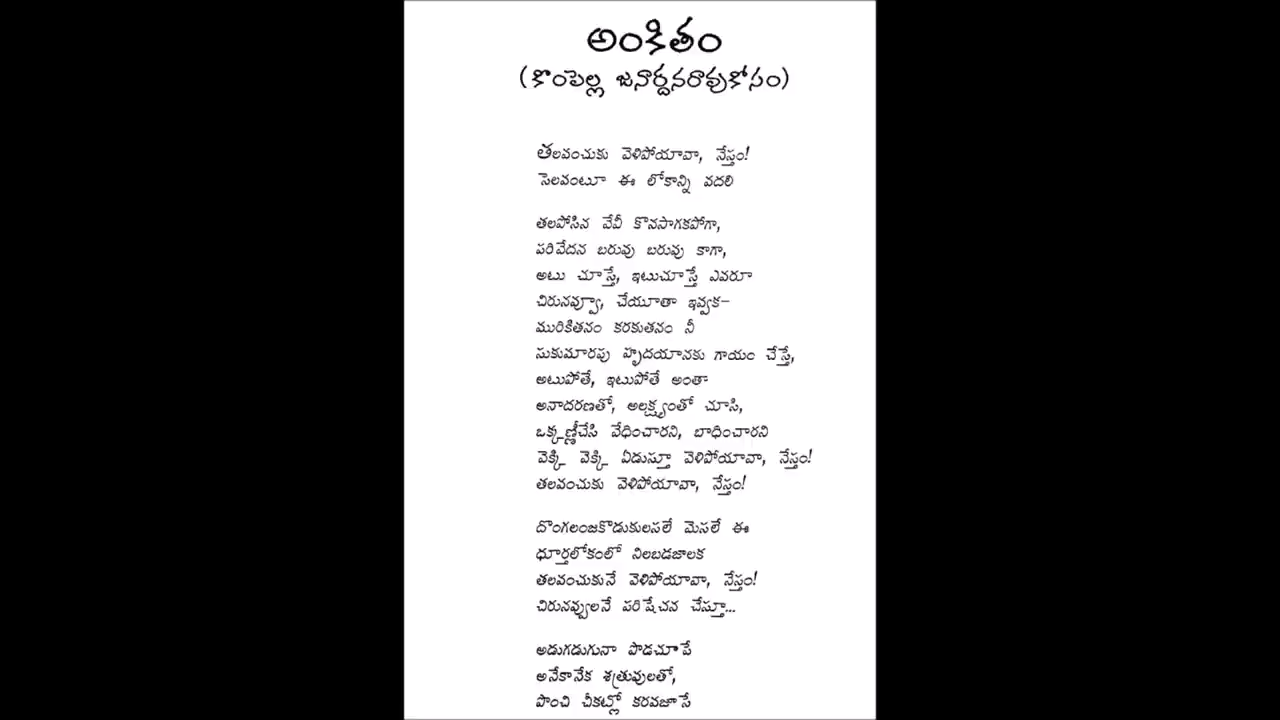 అంకితం
(కొంపెల్ల జనార్దనరావుకోసం)
తలవంచుకు వెళిపోయావా, నేస్తం!
సెలవంటూ ఈ లోకాన్ని వదలి
తలపోసిన వేవీ కొనసాగకపోగా,
పరివేదన బరువు బరువు కాగా,
అటు చూస్తే, ఇటుచూస్తే ఎవరూ
చిరునవ్వూ, చేయూతా ఇవ్వక–
మురికితనం కరకుతనం నీ
సుకుమారపు హృదయానకు గాయం చేస్తే,
అటుపోతే, ఇటుపోతే అంతా
అనాదరణతో, అలక్ష్యంతో చూసి,
ఒక్కణ్ణీచేసి వేధించారని, బాధించారని
వెక్కి వెక్కి ఏడుస్తూ వెళిపోయావా, నేస్తం!
తలవంచుకు వెళిపోయావా, నేస్తం!
దొంగలంజకొడుకులసలే మెసలే ఈ
ధూర్తలోకంలో నిలబడజాలక
తలవంచుకునే వెళిపోయావా, నేస్తం!
చిరునవ్వులనే పరిషేచన చేస్తూ...
అడుగడుగునా పొడచూపే
అనేకానేక శత్రువులతో,
పొంచి చీకట్లో కరవజూసే